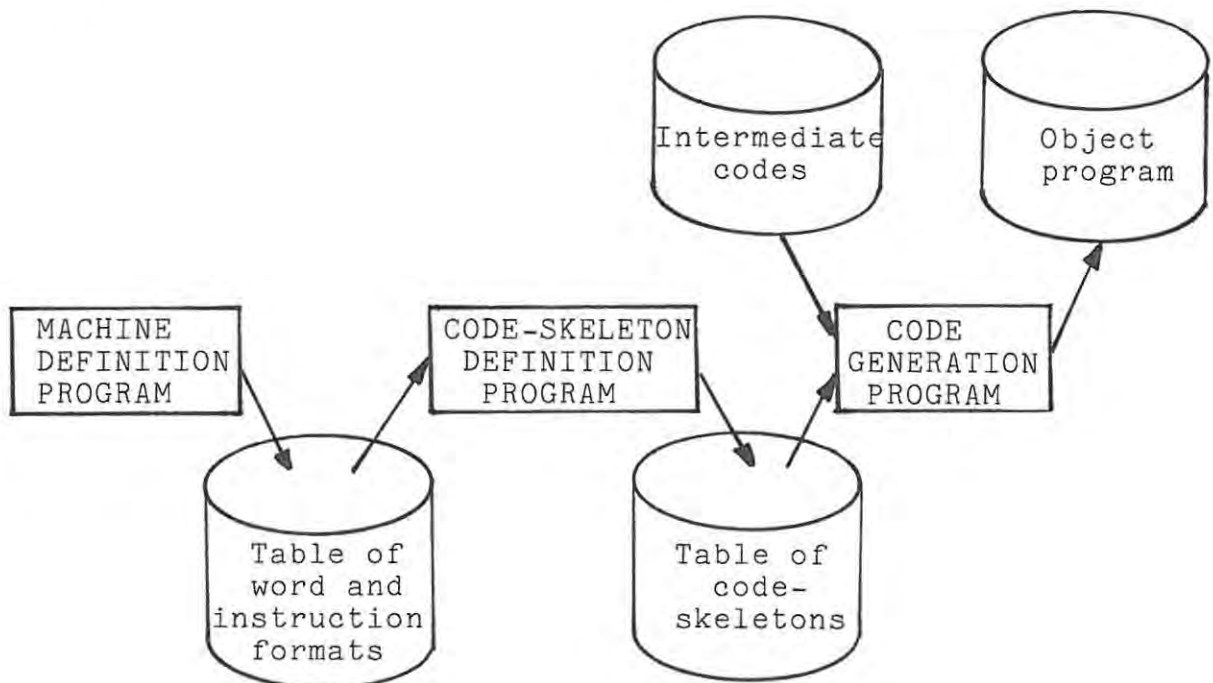 Intermediate
codes
Object
program
MACHINE
DEFINITION
PROGRAM
CODE-SKELETON
DEFINITION
PROGRAM
CODE
GENERATION
PROGRAM
Table of
word and
instruction
formats
Table of
code-
skeletons